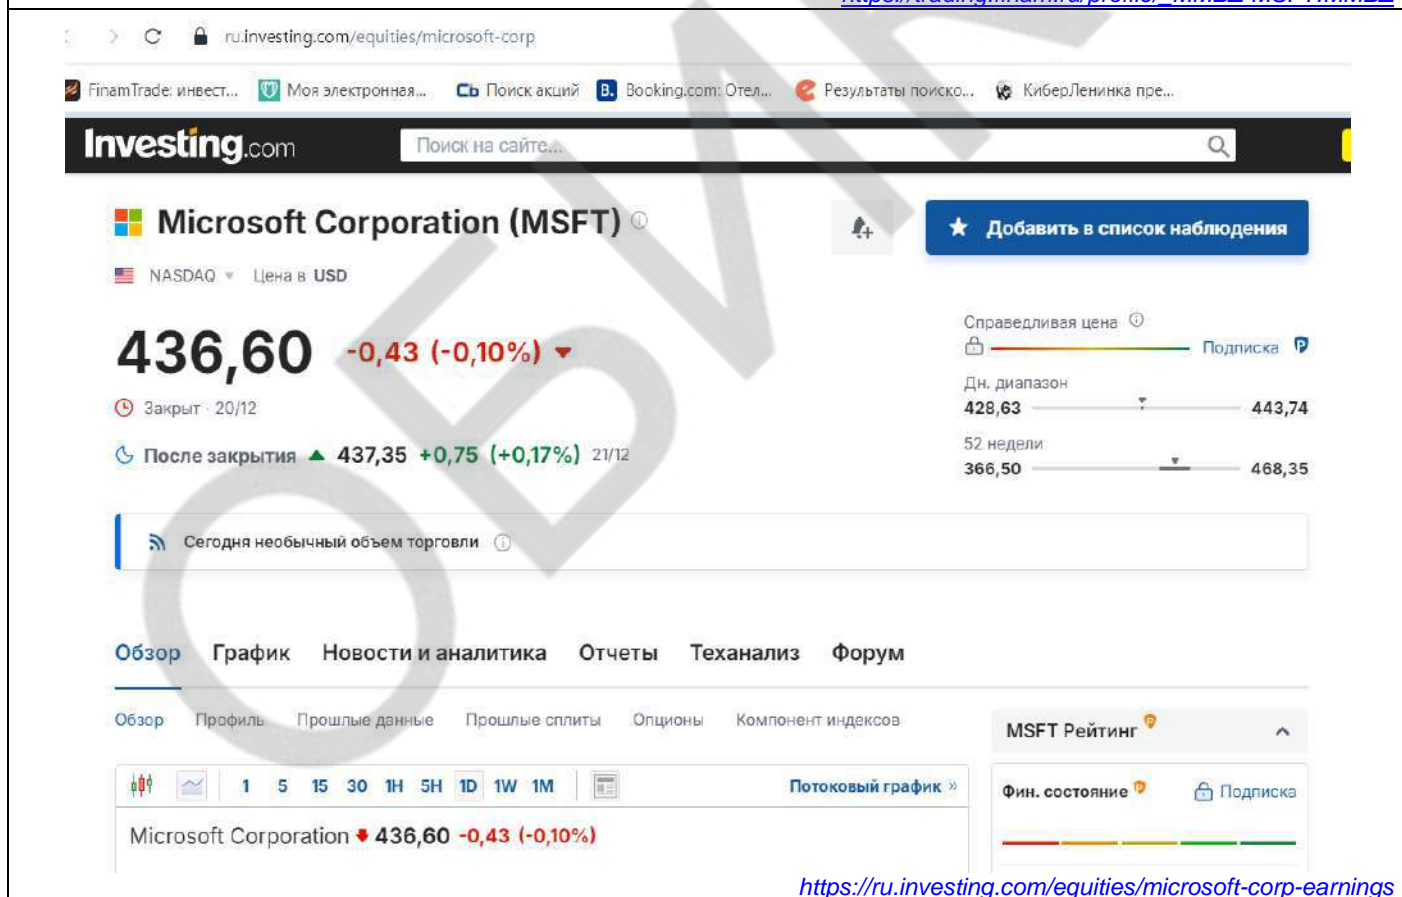 ru.investing.com/equities/microsoft-corp
FinamTrade: инвест... Моя электронная... Сь Поиск акций B. Booking.com: Отел... Результаты поиско... КиберЛенинка пре...
Investing.com Поиск на сайте...
Microsoft Corporation (MSFT)
Добавить в список наблюдения
NASDAQ Цена в USD
436,60 -0,43 (-0,10%)
Справедливая цена
Подписка
Закрыт · 20/12
Дн. диапазон
428,63 443,74
После закрытия 437,35 +0,75 (+0,17%) 21/12
52 недели
366,50 468,35
Сегодня необычный объем торговли
Обзор График Новости и аналитика Отчеты Теханализ Форум
Обзор Профиль Прошлые данные Прошлые сплиты Опционы Компонент индексов
MSFT Рейтинг
1 5 15 30 1H 5H 1D 1W 1M Потоковый график »
Фин. состояние Подписка
Microsoft Corporation 436,60 -0,43 (-0,10%)
https://ru.investing.com/equities/microsoft-corp-earnings